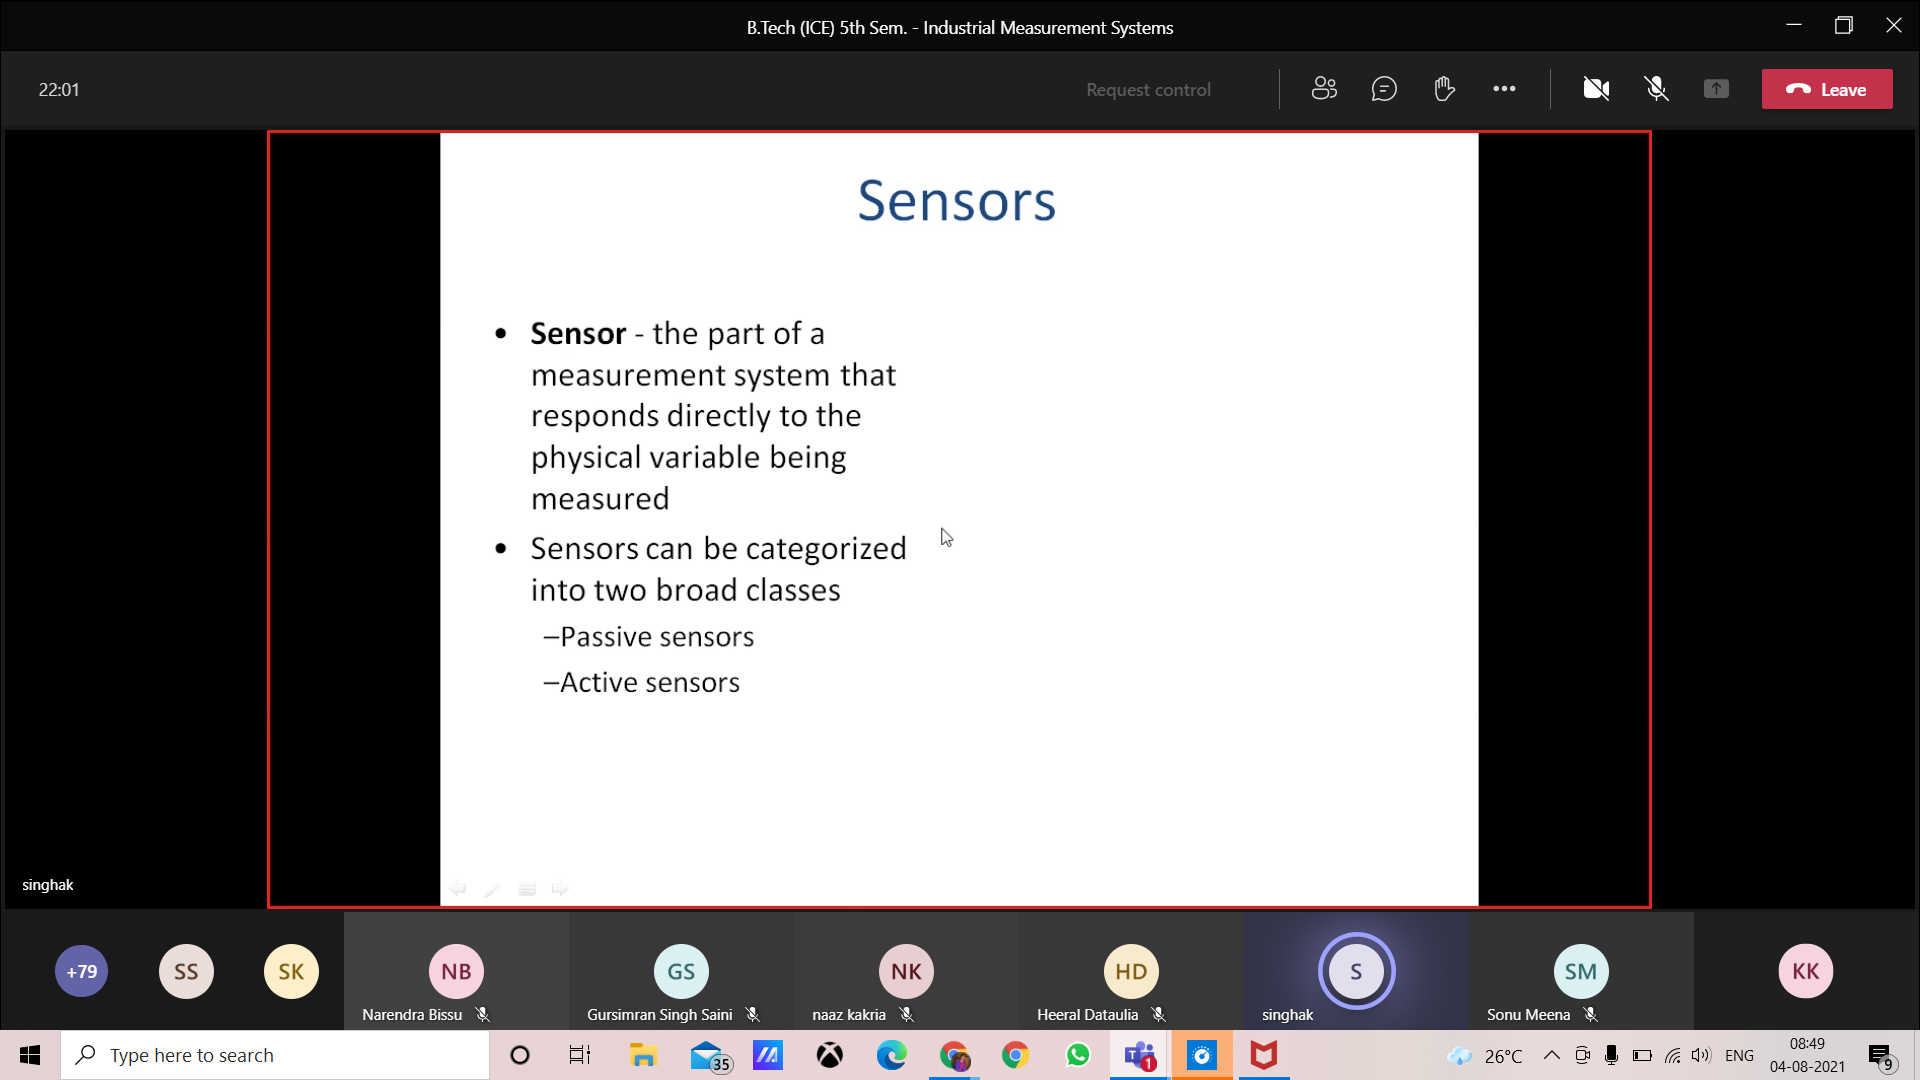 B.Tech (ICE) 5th Sem. - Industrial Measurement Systems
22:01
Request control
Leave
Sensors
• Sensor - the part of a
measurement system that
responds directly to the
physical variable being
measured
• Sensors can be categorized
into two broad classes
–Passive sensors
–Active sensors
singhak
+79
SS
SK
NB
GS
NK
HD
S
SM
KK
Narendra Bissu
Gursimran Singh Saini
naaz kakria
Heeral Dataulia
singhak
Sonu Meena
Type here to search
35
1
26°C
ENG
08:49
04-08-2021
9